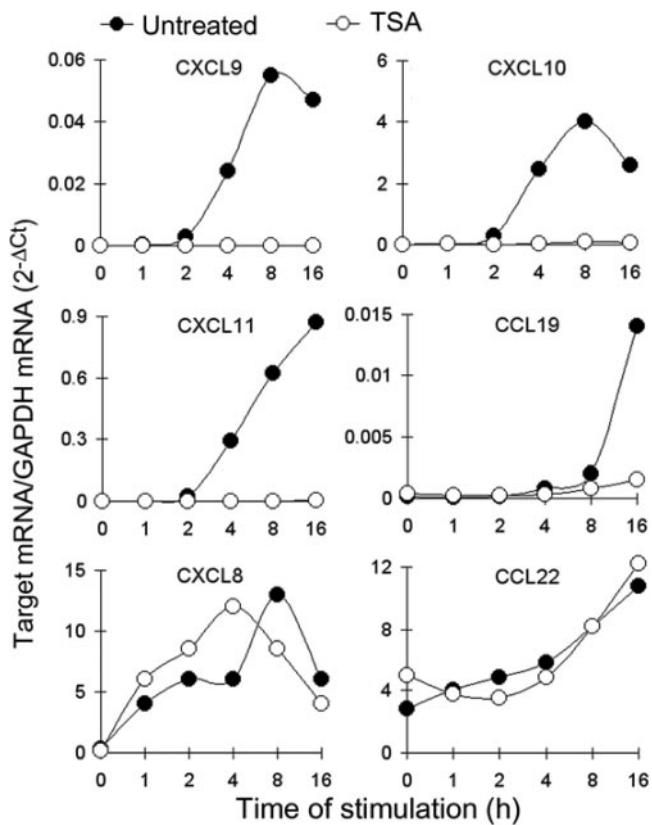 Untreated TSA
Target mRNA/GAPDH mRNA (2-ΔCt)
CXCL9
0.06
0.04
0.02
0
0 1 2 4 8 16
CXCL10
6
4
2
0
0 1 2 4 8 16
CXCL11
0.9
0.6
0.3
0
0 1 2 4 8 16
CCL19
0.015
0.01
0.005
0
0 1 2 4 8 16
CXCL8
15
10
5
0
0 1 2 4 8 16
CCL22
12
8
4
0
0 1 2 4 8 16
Time of stimulation (h)